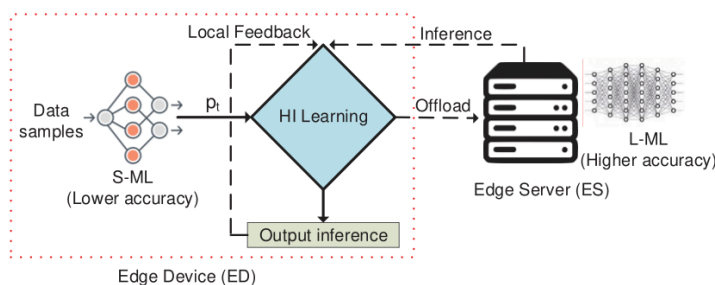 Local Feedback
Inference
Data
samples
pt
HI Learning
Offload
S-ML
(Lower accuracy)
L-ML
(Higher accuracy)
Edge Server (ES)
Output inference
Edge Device (ED)